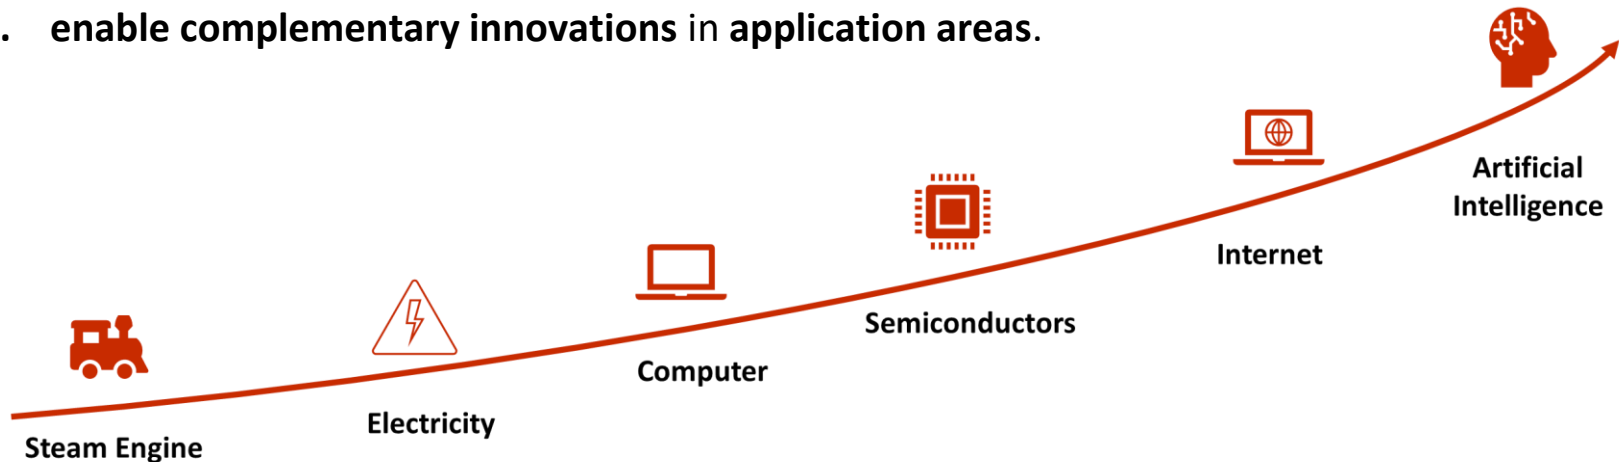 . enable complementary innovations in application areas.
Artificial
Intelligence
Internet
Semiconductors
Computer
Electricity
Steam Engine